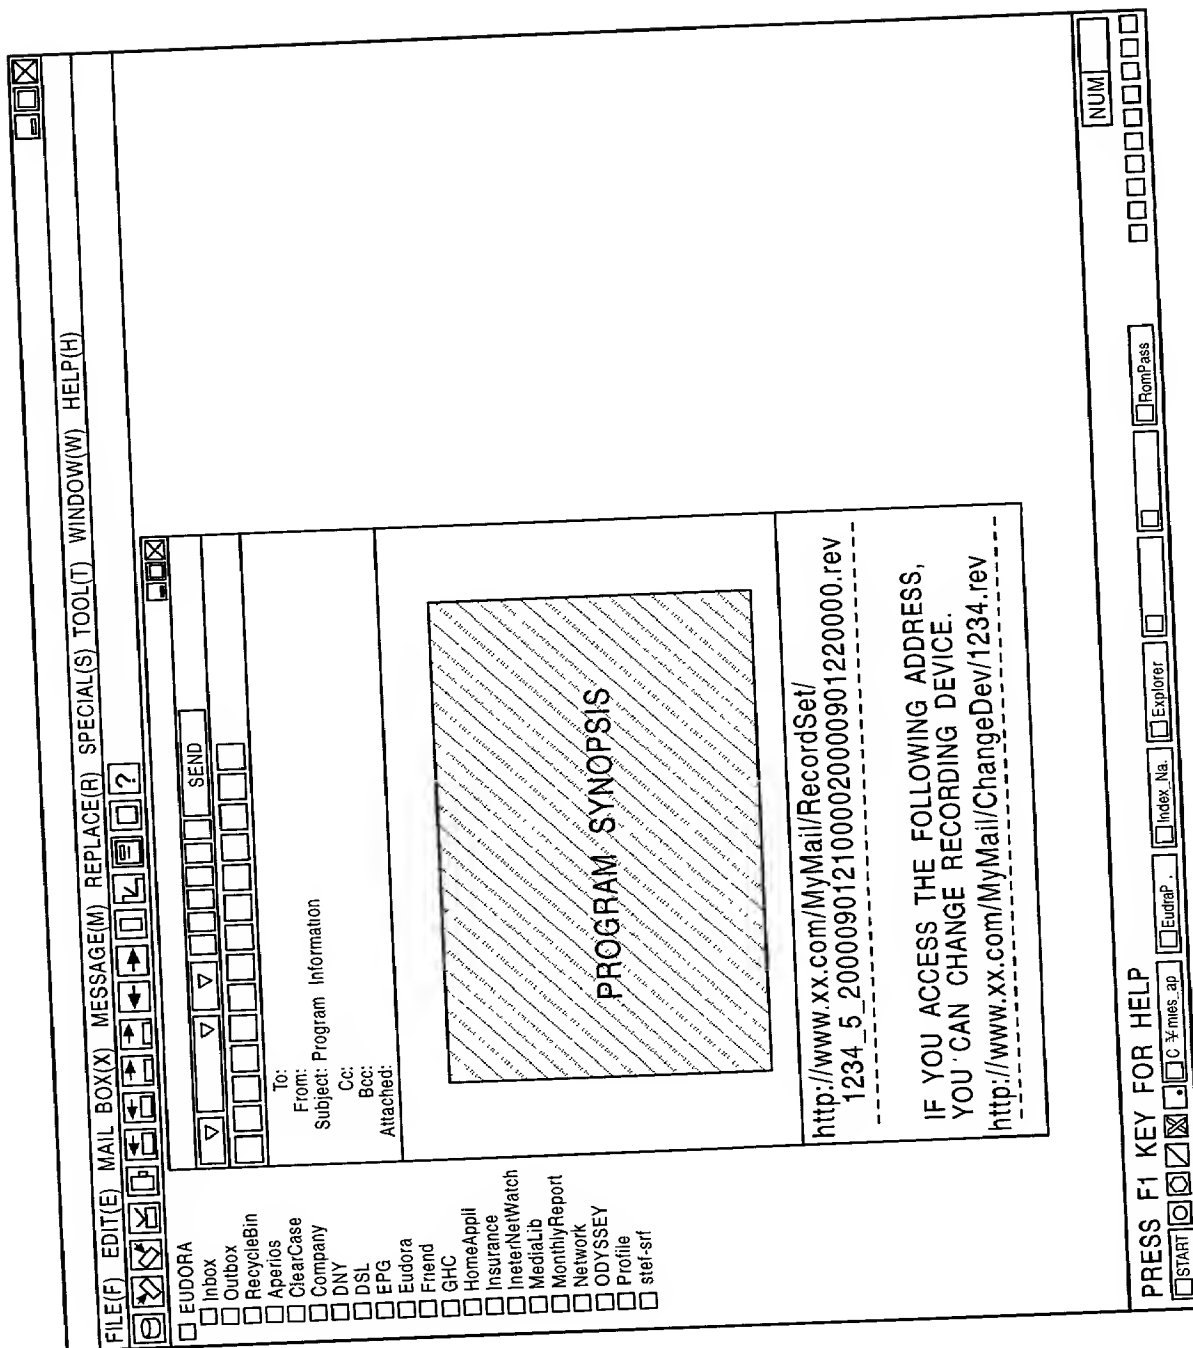 FILE(F) EDIT(E) MAIL BOX(X) MESSAGE(M) REPLACE(R) SPECIAL(S) TOOL(T) WINDOW(W) HELP(H)
?
EUDORA
Inbox
Outbox
RecycleBin
Aperios
ClearCase
Company
DNY
DSL
EPG
Eudora
Friend
GHC
HomeAppli
Insurance
IneterNetWatch
MediaLib
MonthlyReport
Network
ODYSSEY
Profile
stef-srf
SEND
To:
From:
Subject: Program Information
Cc:
Bcc:
Attached:
PROGRAM SYNOPSIS
http://www.xx.com/MyMail/RecordSet/
1234_5_2000090121000020000901220000.rev
IF YOU ACCESS THE FOLLOWING ADDRESS,
YOU CAN CHANGE RECORDING DEVICE.
http://www.xx.com/MyMail/ChangeDev/1234.rev
PRESS F1 KEY FOR HELP
NUM
START C ¥ mies_ap EudraP. Index_Na. Explorer RomPass